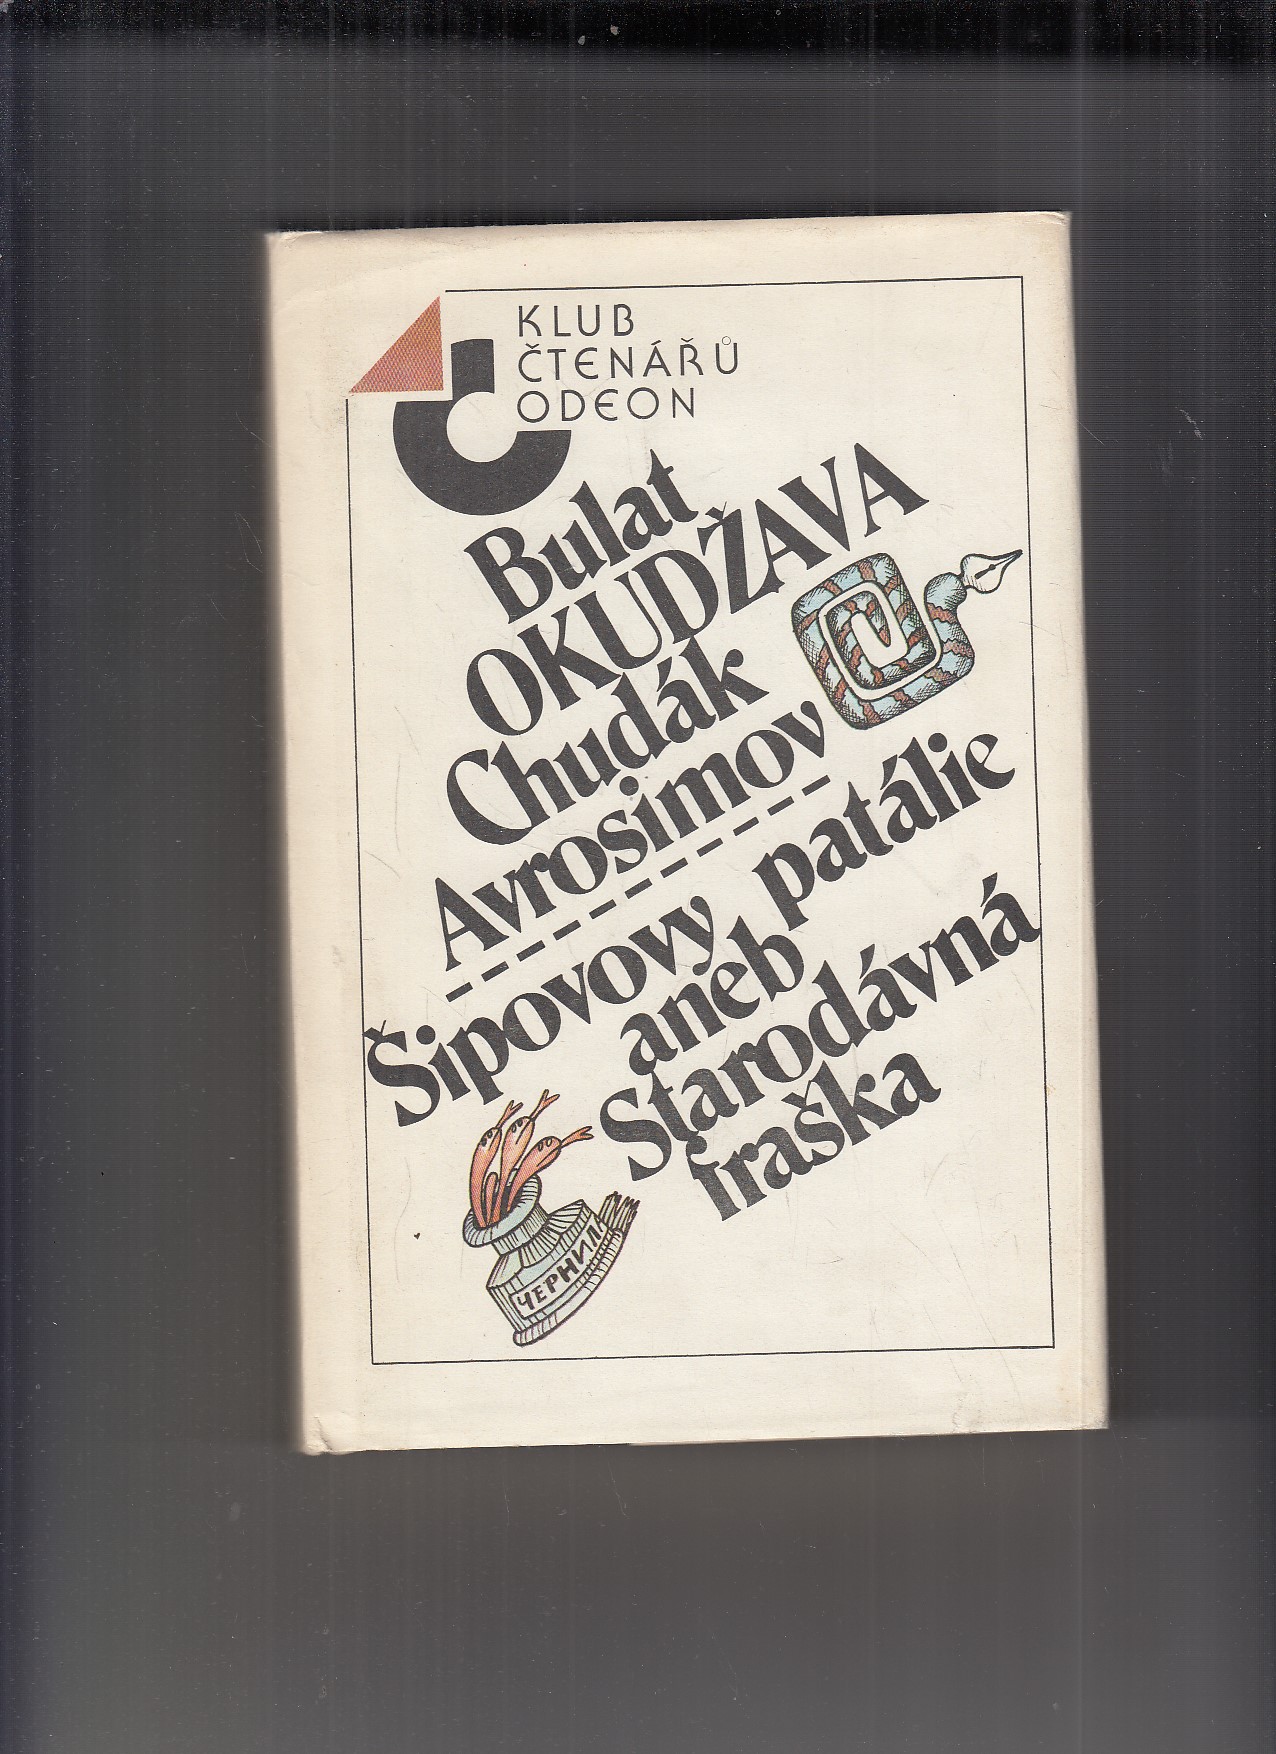 KLUB
ČTENÁŘŮ
ODEON
Bulat
OKUDŽAVA
Chudák
Avrosimov
Šipovovy patálie
aneb
Starodávná
fraška
ЧЕРНИЛ